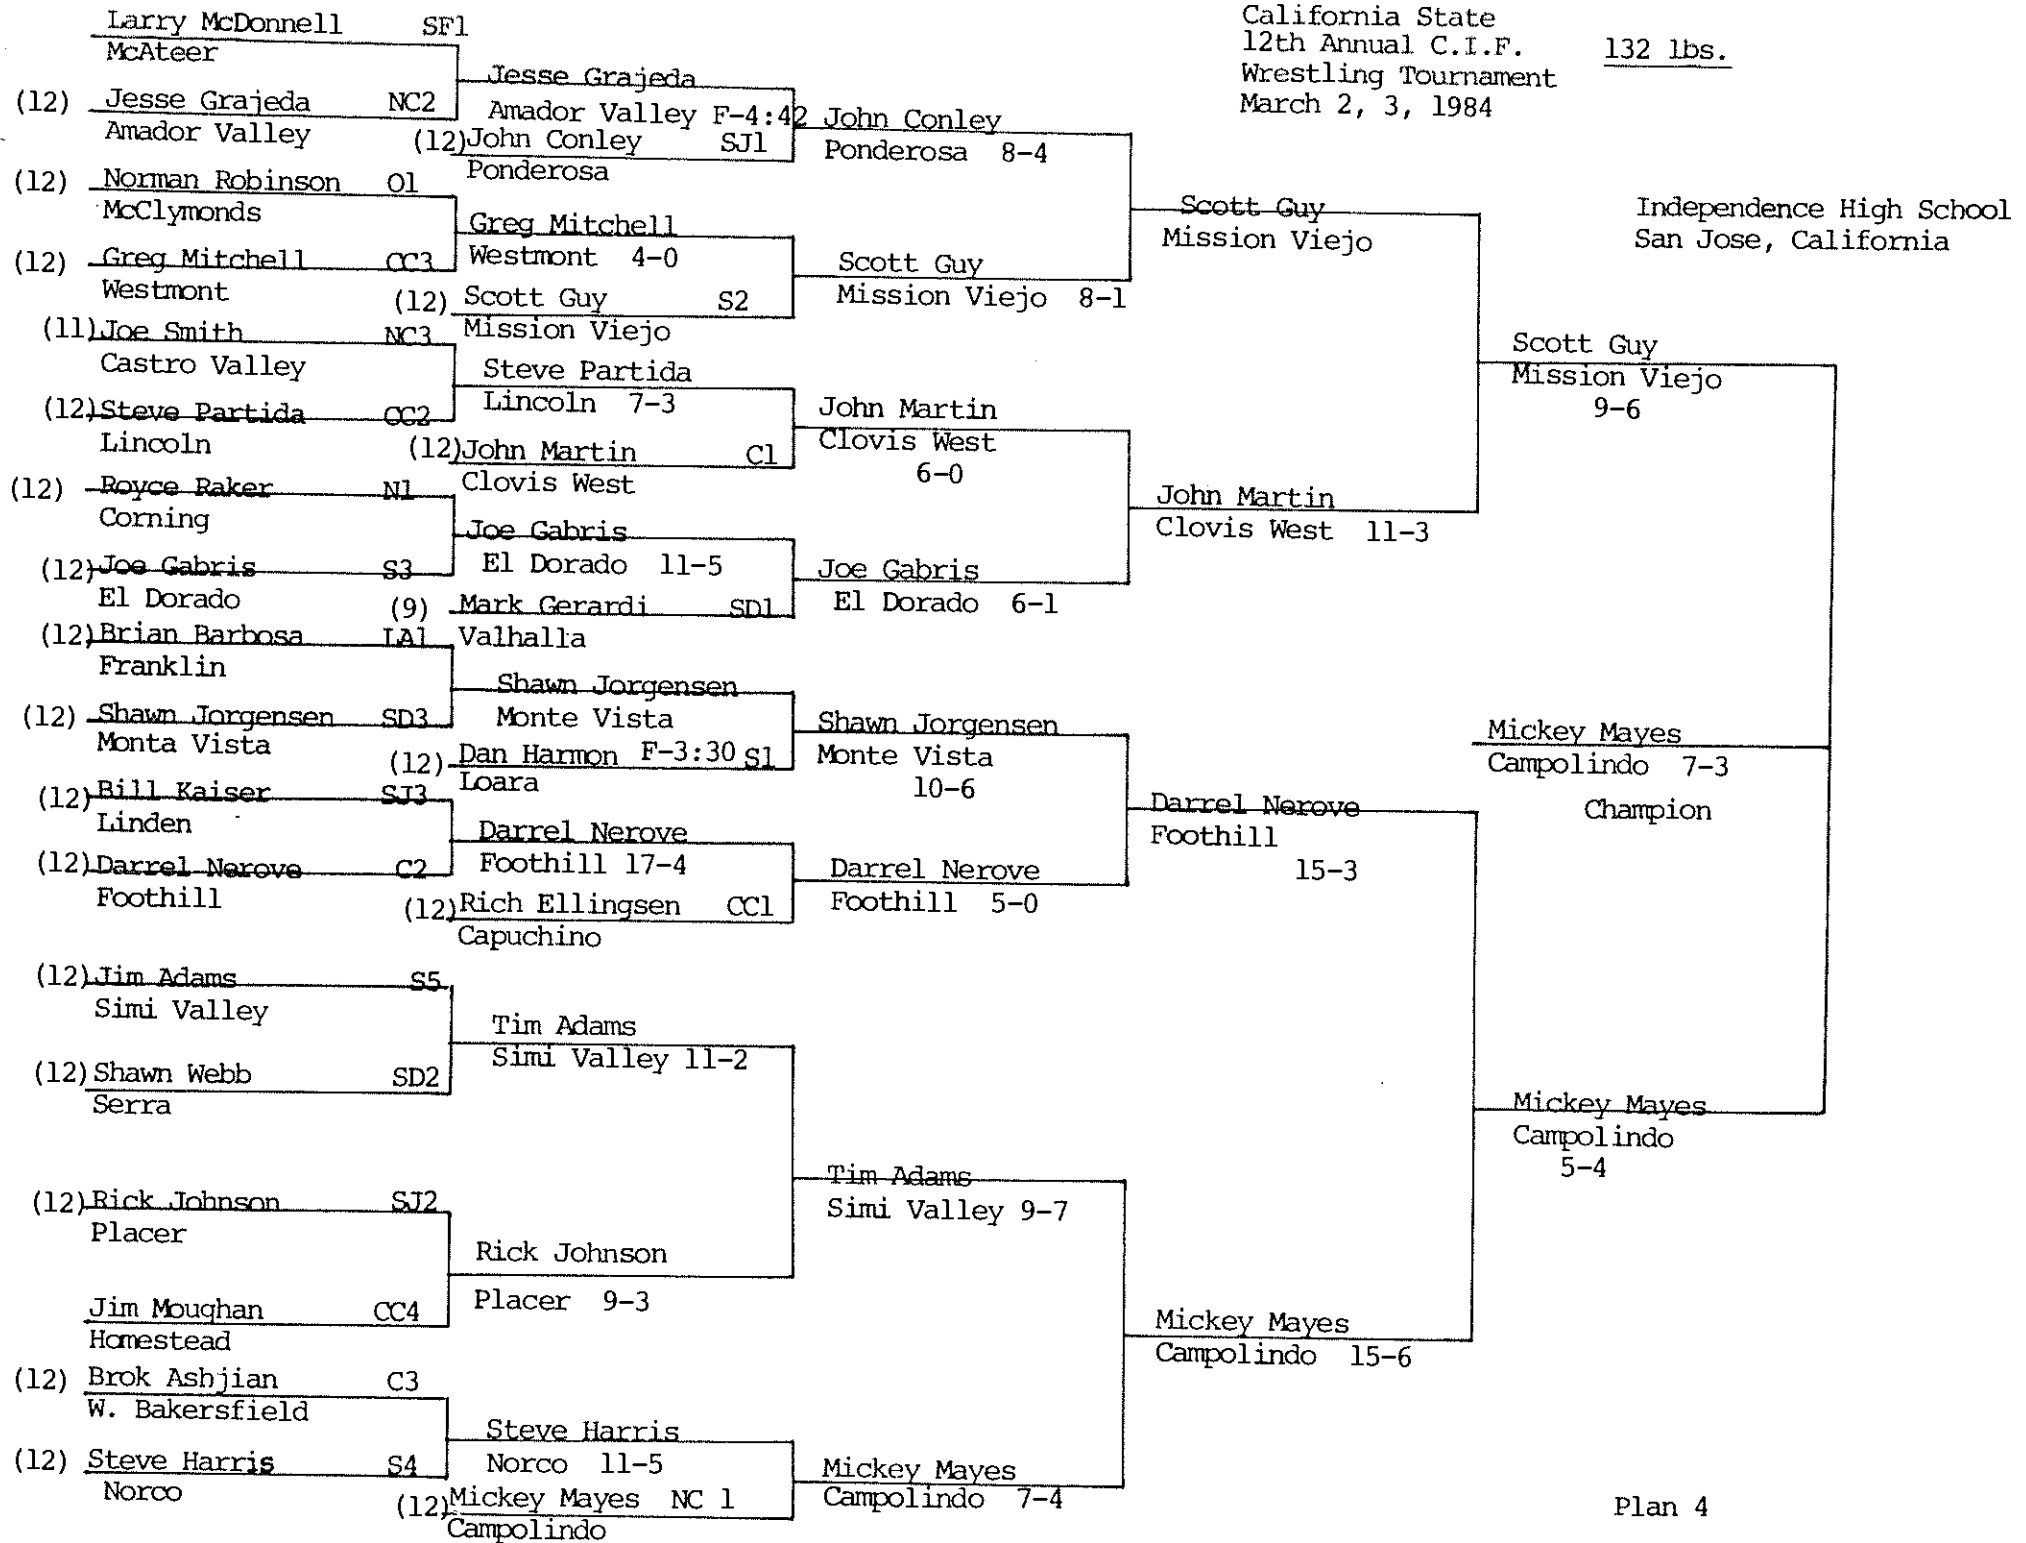 California State
12th Annual C.I.F.
Wrestling Tournament
March 2, 3, 1984
132 lbs.
Independence High School
San Jose, California
Larry McDonnell SF1
McAteer
(12) Jesse Grajeda NC2
Amador Valley
(12) Norman Robinson O1
McClymonds
(12) Greg Mitchell CC3
Westmont
(11) Joe Smith NC3
Castro Valley
(12) Steve Partida CC2
Lincoln
(12) Royce Raker N1
Corning
(12) Joe Gabris S3
El Dorado
(12) Brian Barbosa LA1
Franklin
(12) Shawn Jorgensen SD3
Monta Vista
(12) Bill Kaiser SJ3
Linden
(12) Darrel Nerove C2
Foothill
(12) Jim Adams S5
Simi Valley
(12) Shawn Webb SD2
Serra
(12) Rick Johnson SJ2
Placer
Jim Moughan CC4
Homestead
(12) Brok Ashjian C3
W. Bakersfield
(12) Steve Harris S4
Norco
Jesse Grajeda
Amador Valley F-4:42
(12) John Conley SJ1
Ponderosa
Greg Mitchell
Westmont 4-0
(12) Scott Guy S2
Mission Viejo
Steve Partida
Lincoln 7-3
(12) John Martin C1
Clovis West
Joe Gabris
El Dorado 11-5
(9) Mark Gerardi SD1
Valhalla
Shawn Jorgensen
Monte Vista
F-3:30
(12) Dan Harmon S1
Loara
Darrel Nerove
Foothill 17-4
(12) Rich Ellingsen CC1
Capuchino
Tim Adams
Simi Valley 11-2
Rick Johnson
Placer 9-3
Steve Harris
Norco 11-5
(12) Mickey Mayes NC 1
Campolindo
John Conley
Ponderosa 8-4
Scott Guy
Mission Viejo 8-1
John Martin
Clovis West
6-0
Joe Gabris
El Dorado 6-1
Shawn Jorgensen
Monte Vista
10-6
Darrel Nerove
Foothill 5-0
Tim Adams
Simi Valley 9-7
Mickey Mayes
Campolindo 7-4
Scott Guy
Mission Viejo
John Martin
Clovis West 11-3
Darrel Nerove
Foothill
15-3
Mickey Mayes
Campolindo 15-6
Scott Guy
Mission Viejo
9-6
Mickey Mayes
Campolindo
5-4
Mickey Mayes
Campolindo 7-3
Champion
Plan 4